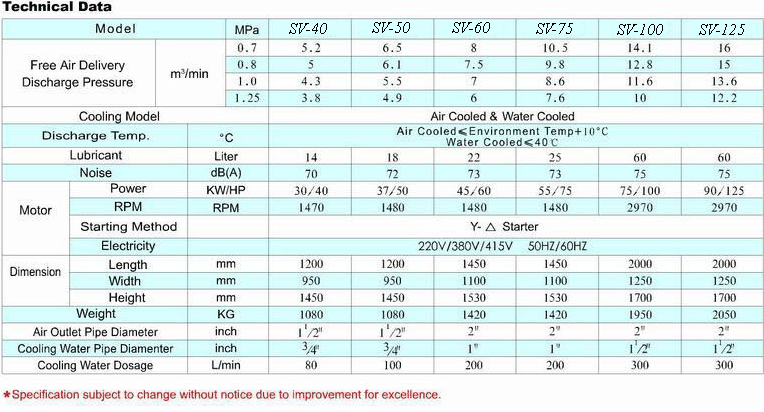 Technical Data
Model MPa SV-40 SV-50 SV-60 SV-75 SV-100 SV-125
Free Air Delivery Discharge Pressure m³/min 0.7 5.2 6.5 8 10.5 14.1 16
0.8 5 6.1 7.5 9.8 12.8 15
1.0 4.3 5.5 7 8.6 11.6 13.6
1.25 3.8 4.9 6 7.6 10 12.2
Cooling Model Air Cooled & Water Cooled
Discharge Temp. °C Air Cooled≤Environment Temp+10°C
Water Cooled≤40℃
Lubricant Liter 14 18 22 25 60 60
Noise dB(A) 70 72 73 73 75 75
Motor Power KW/HP 30/40 37/50 45/60 55/75 75/100 90/125
RPM RPM 1470 1480 1480 1480 2970 2970
Starting Method Y-△ Starter
Electricity 220V/380V/415V 50HZ/60HZ
Dimension Length mm 1200 1200 1450 1450 2000 2000
Width mm 950 950 1100 1100 1250 1250
Height mm 1450 1450 1530 1530 1700 1700
Weight KG 1080 1080 1420 1420 1950 2050
Air Outlet Pipe Diameter inch 1 1/2" 1 1/2" 2" 2" 2" 2"
Cooling Water Pipe Diamenter inch 3/4" 3/4" 1" 1" 1 1/2" 1 1/2"
Cooling Water Dosage L/min 80 100 200 200 300 300
*Specification subject to change without notice due to improvement for excellence.